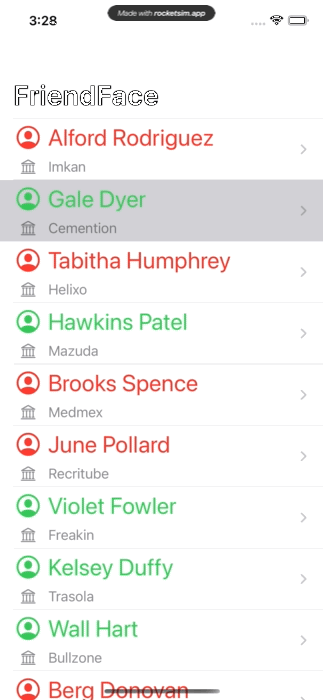 3:28
Made with rocketsim.app
FriendFace
Alford Rodriguez
Imkan
Gale Dyer
Cemention
Tabitha Humphrey
Helixo
Hawkins Patel
Mazuda
Brooks Spence
Medmex
June Pollard
Recritube
Violet Fowler
Freakin
Kelsey Duffy
Trasola
Wall Hart
Bullzone
Berg Donovan